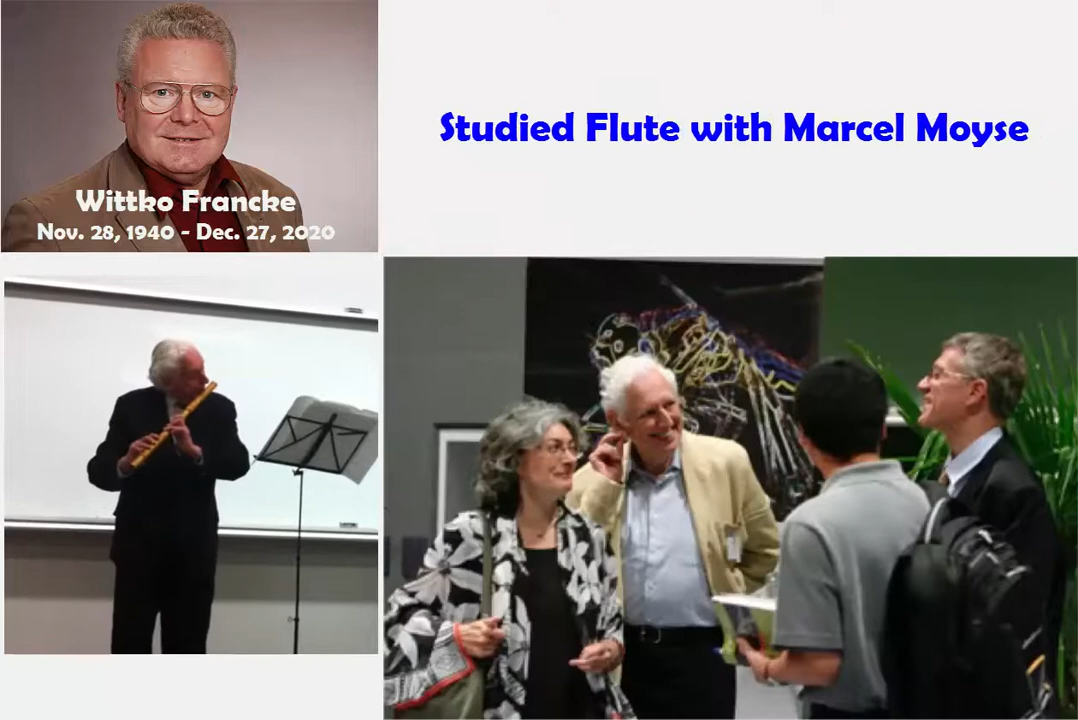 Studied Flute with Marcel Moyse
Wittko Francke
Nov. 28, 1940 - Dec. 27, 2020